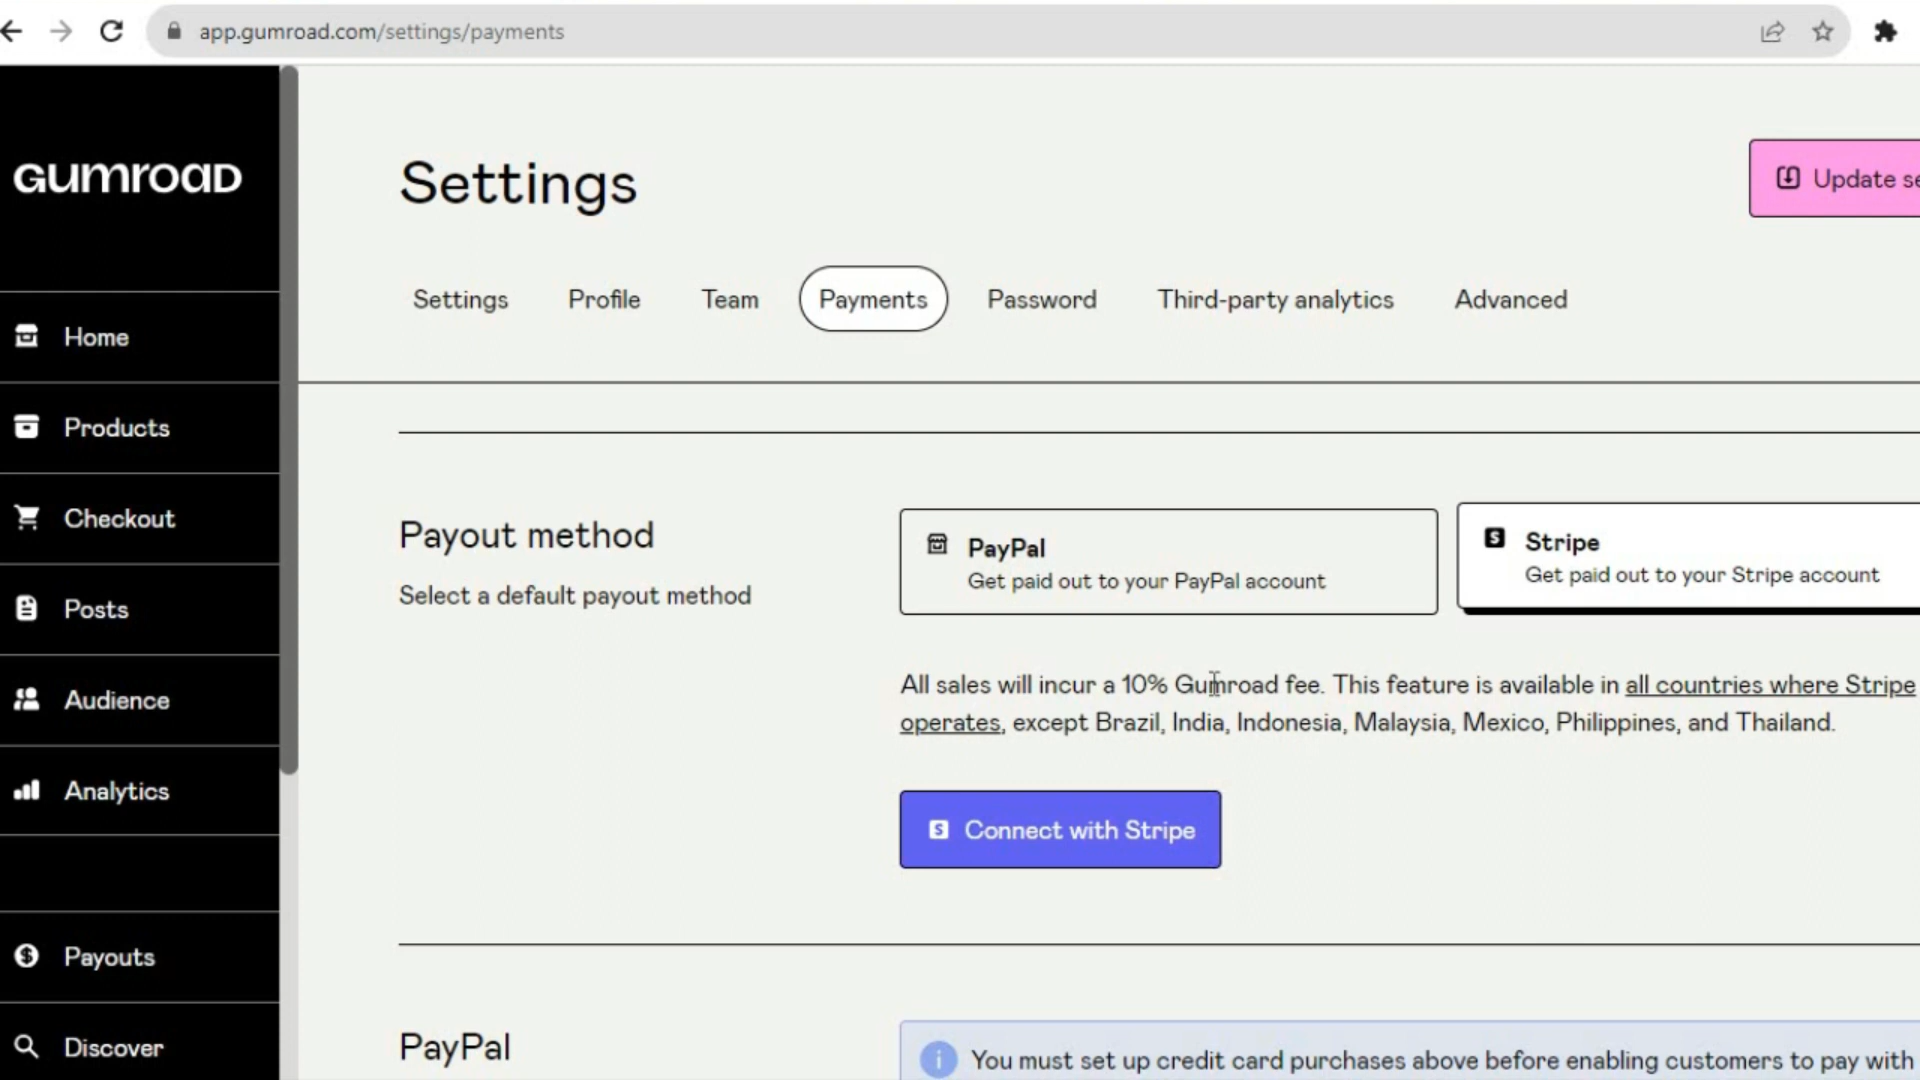 app.gumroad.com/settings/payments
GUMROAD
Settings
Update se
Settings Profile Team Payments Password Third-party analytics Advanced
Home
Products
Checkout
Posts
Audience
Analytics
Payouts
Discover
Payout method
Select a default payout method
PayPal
Get paid out to your PayPal account
Stripe
Get paid out to your Stripe account
All sales will incur a 10% Gumroad fee. This feature is available in all countries where Stripe
operates, except Brazil, India, Indonesia, Malaysia, Mexico, Philippines, and Thailand.
Connect with Stripe
PayPal
You must set up credit card purchases above before enabling customers to pay with